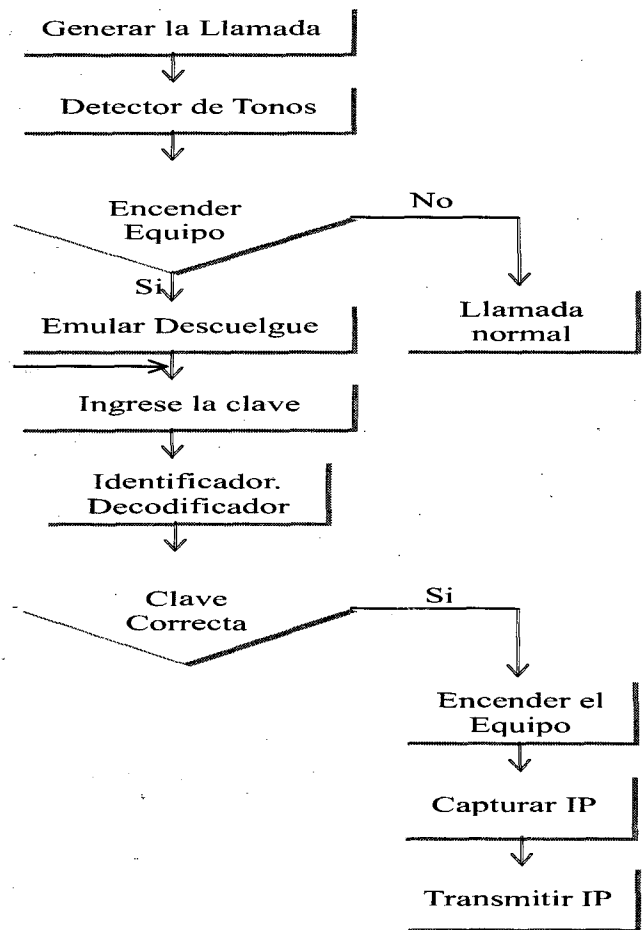 Generar la Llamada
Detector de Tonos
Encender
Equipo
No
Si
Emular Descuelgue
Llamada
normal
Ingrese la clave
Identificador.
Decodificador
Clave
Correcta
Si
Encender el
Equipo
Capturar IP
Transmitir IP